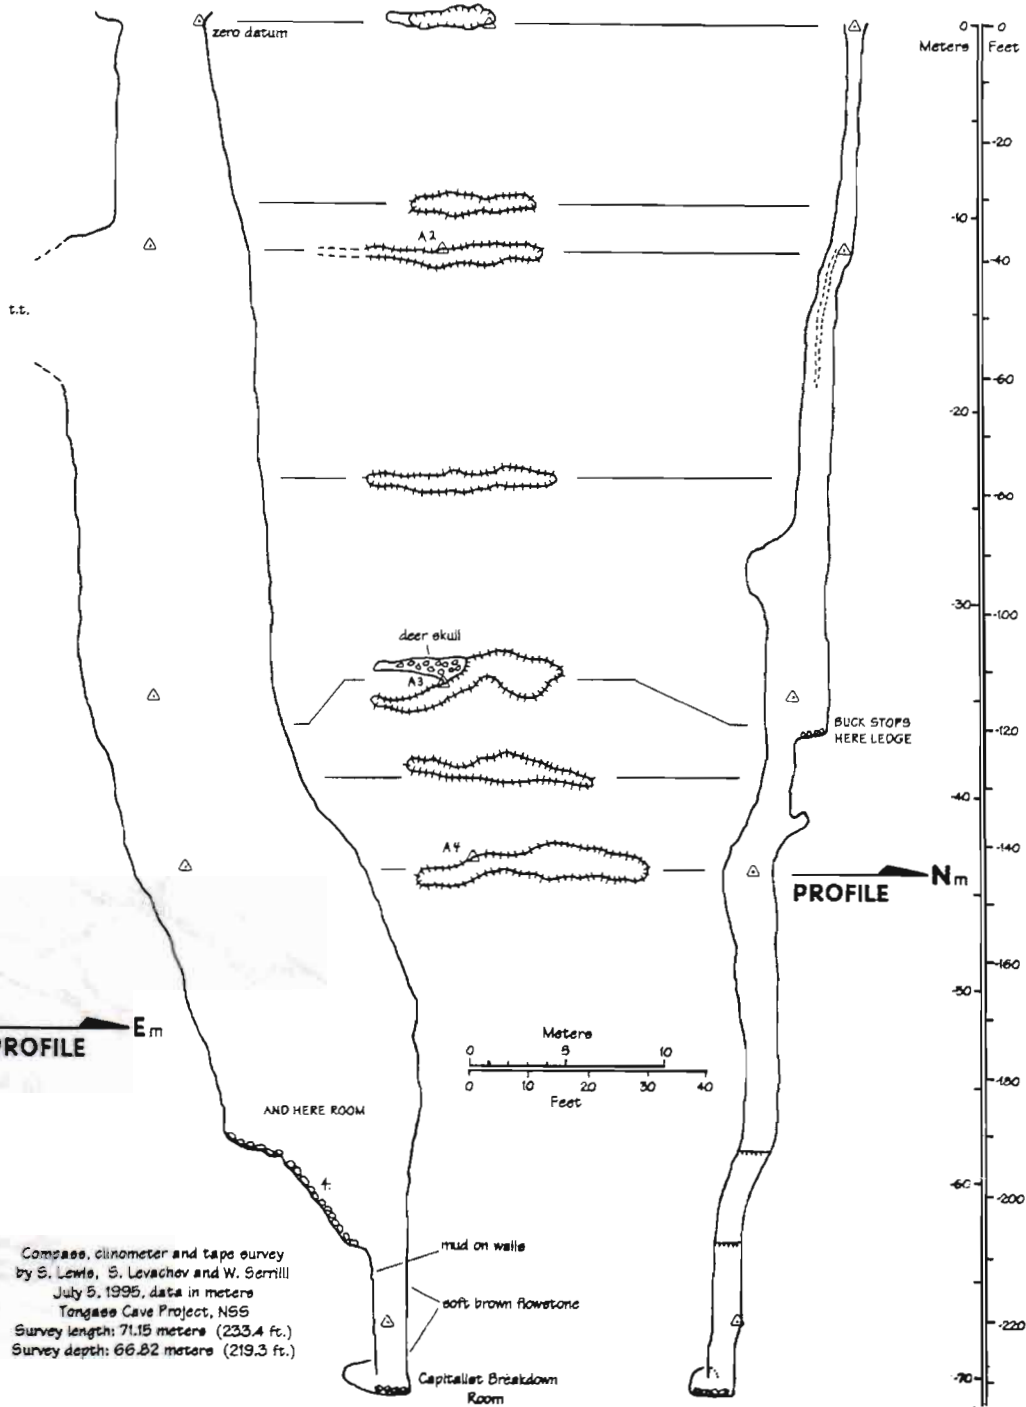 zero datum
0 0
Meters Feet
-20
-10
A2
-40
t.t.
-60
-20
-80
-30
-100
deer skull
A3
BUCK STOPS
HERE LEDGE
-120
-40
A4
-140
PROFILE Nm
-160
-50
Em
PROFILE
Meters
0 5 10
0 10 20 30 40
Feet
-180
AND HERE ROOM
4.
-60
-200
mud on walls
soft brown flowstone
Compass, clinometer and tape survey
by S. Lewis, S. Levachev and W. Serrill
July 5, 1995, data in meters
Tongass Cave Project, NSS
Survey length: 71.15 meters (233.4 ft.)
Survey depth: 66.82 meters (219.3 ft.)
-220
-70
Capitalist Breakdown
Room